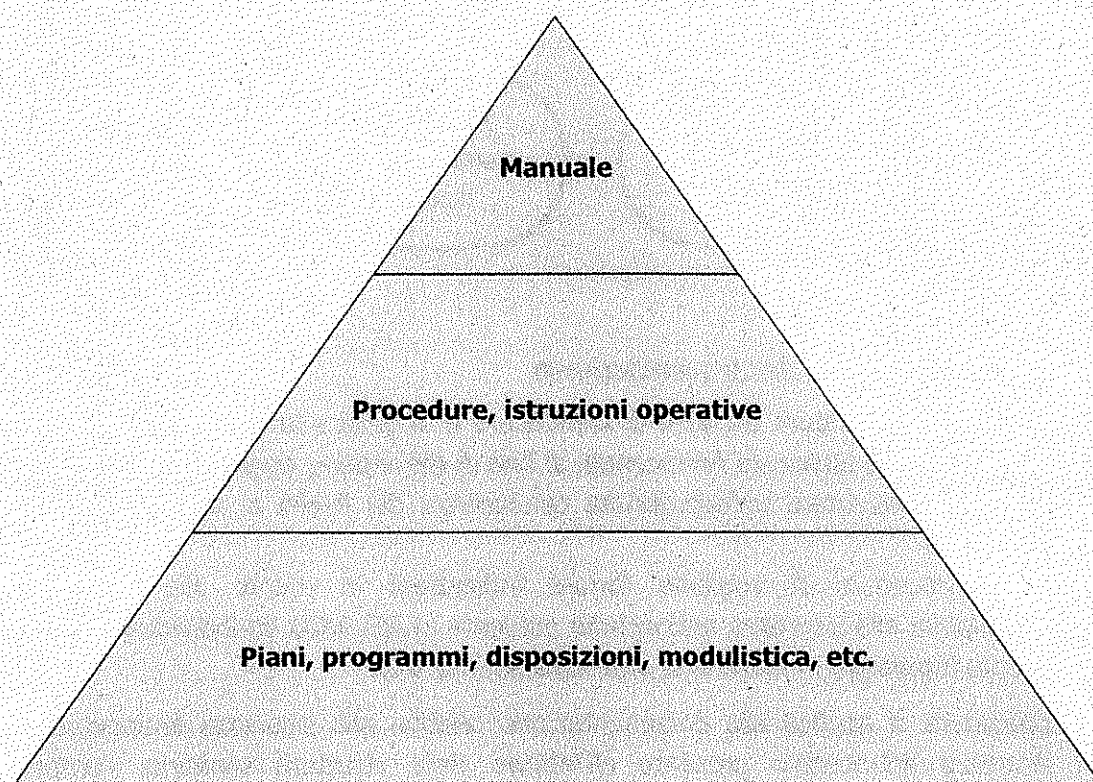 Manuale
Procedure, istruzioni operative
Piani, programmi, disposizioni, modulistica, etc.